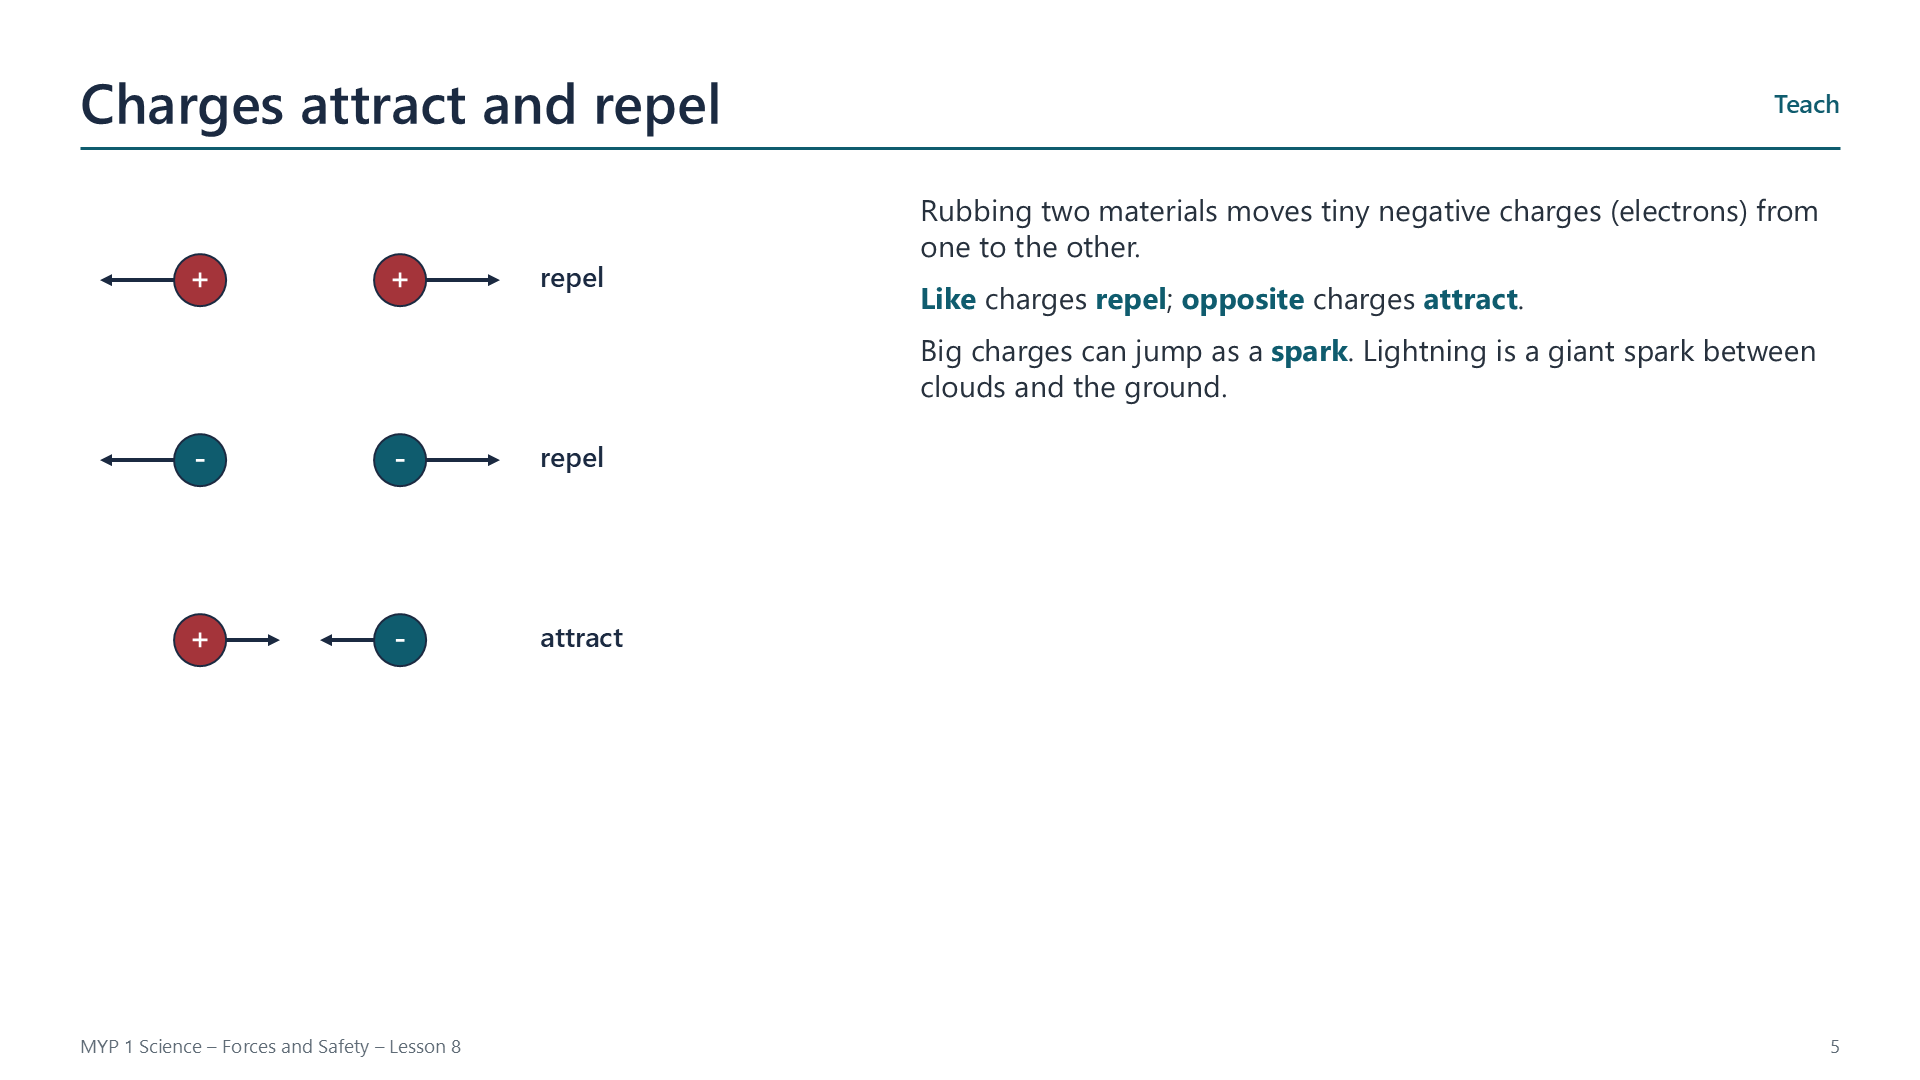 Charges attract and repel
Teach
+ + repel
- - repel
+ - attract
Rubbing two materials moves tiny negative charges (electrons) from
one to the other.
Like charges repel; opposite charges attract.
Big charges can jump as a spark. Lightning is a giant spark between
clouds and the ground.
MYP 1 Science – Forces and Safety – Lesson 8
5